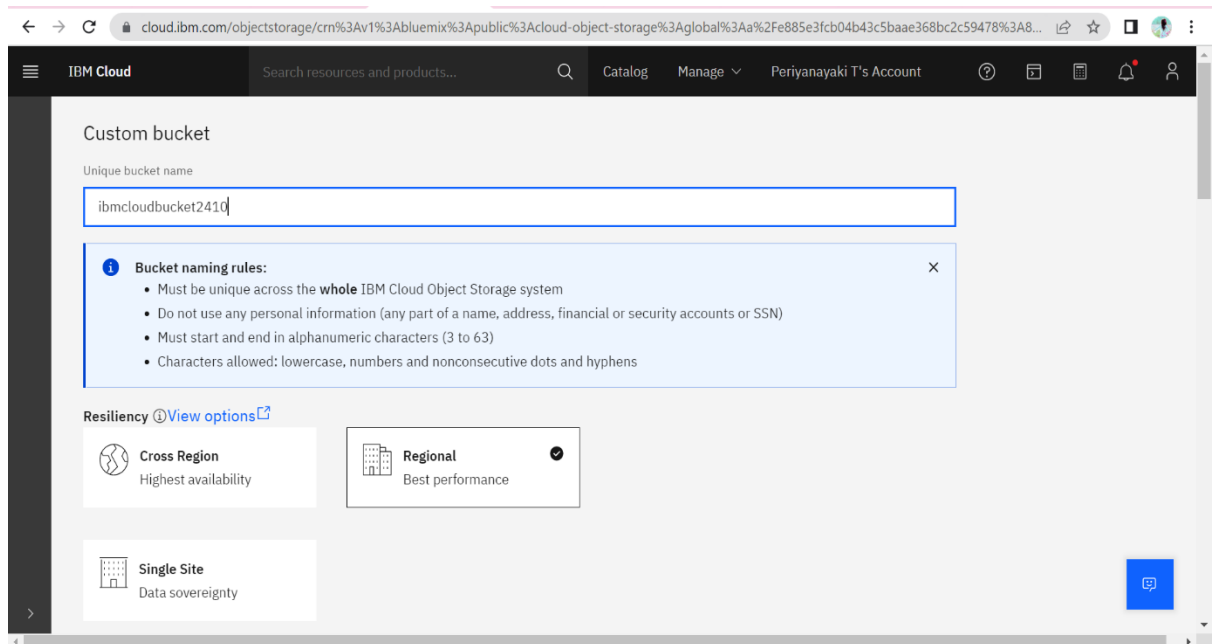 cloud.ibm.com/objectstorage/crn%3Av1%3Abluemix%3Apublic%3Acloud-object-storage%3Aglobal%3Aa%2Fe885e3fcb04b43c5baae368bc2c59478%3A8...
IBM Cloud Search resources and products... Catalog Manage Periyanayaki T's Account
Custom bucket
Unique bucket name
ibmcloudbucket2410
Bucket naming rules:
• Must be unique across the whole IBM Cloud Object Storage system
• Do not use any personal information (any part of a name, address, financial or security accounts or SSN)
• Must start and end in alphanumeric characters (3 to 63)
• Characters allowed: lowercase, numbers and nonconsecutive dots and hyphens
Resiliency View options
Cross Region
Highest availability
Regional
Best performance
Single Site
Data sovereignty